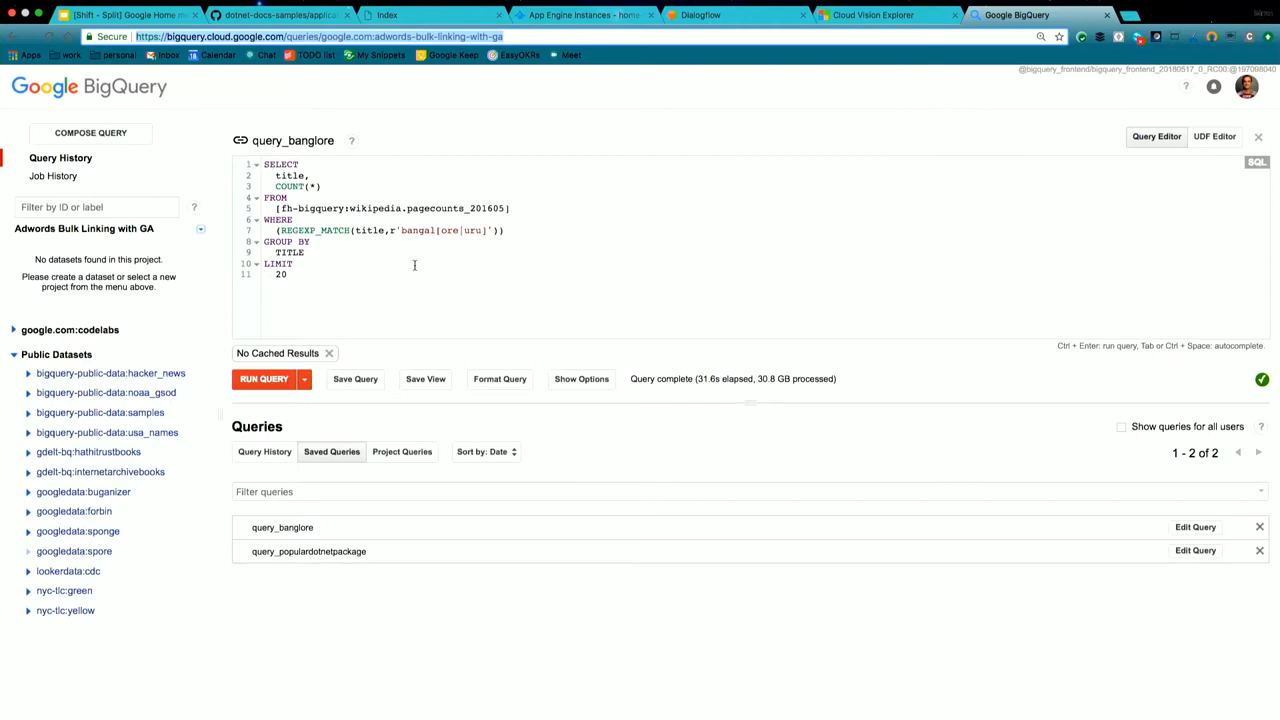 [Shift - Split] Google Home m
dotnet-docs-samples/applica
Index
App Engine Instances - home
Dialogflow
Cloud Vision Explorer
Google BigQuery
Secure
https://bigquery.cloud.google.com/queries/google.com:adwords-bulk-linking-with-ga
Apps
work
personal
Inbox
Calendar
Chat
TODO list
My Snippets
Google Keep
EasyOKRs
Meet
@bigquery_frontend/bigquery_frontend_20180517_0_RC00:@197098040
Google BigQuery
?
COMPOSE QUERY
Query History
Job History
Filter by ID or label
?
Adwords Bulk Linking with GA
No datasets found in this project.
Please create a dataset or select a new
project from the menu above.
google.com:codelabs
Public Datasets
bigquery-public-data:hacker_news
bigquery-public-data:noaa_gsod
bigquery-public-data:samples
bigquery-public-data:usa_names
gdelt-bq:hathitrustbooks
gdelt-bq:internetarchivebooks
googledata:buganizer
googledata:forbin
googledata:sponge
googledata:spore
lookerdata:cdc
nyc-tlc:green
nyc-tlc:yellow
query_banglore ?
Query Editor
UDF Editor
SQL
1 SELECT
2 title,
3 COUNT(*)
4 FROM
5 [fh-bigquery:wikipedia.pagecounts_201605]
6 WHERE
7 (REGEXP_MATCH(title,r'bangal[ore|uru]'))
8 GROUP BY
9 TITLE
10 LIMIT
11 20
Ctrl + Enter: run query, Tab or Ctrl + Space: autocomplete.
No Cached Results
RUN QUERY
Save Query
Save View
Format Query
Show Options
Query complete (31.6s elapsed, 30.8 GB processed)
Queries
Show queries for all users ?
Query History
Saved Queries
Project Queries
Sort by: Date
1 - 2 of 2
Filter queries
query_banglore
Edit Query
query_populardotnetpackage
Edit Query